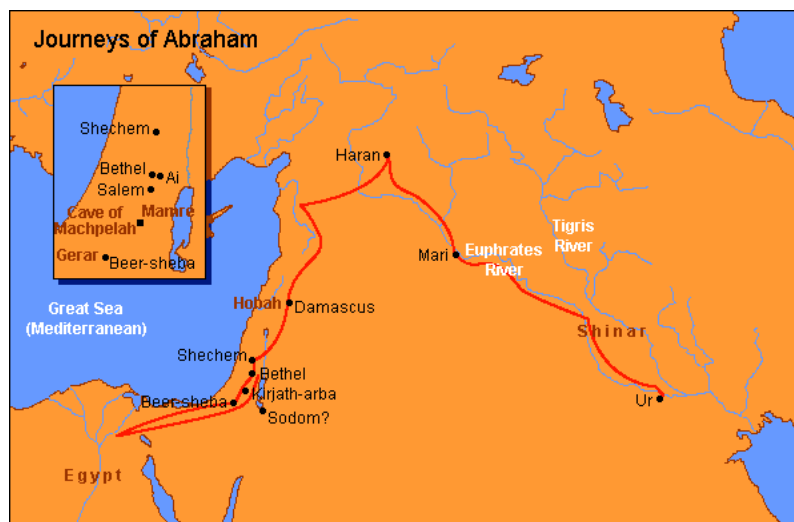 Journeys of Abraham
Shechem
Bethel
Ai
Salem
Mamre
Cave of
Machpelah
Gerar
Beer-sheba
Great Sea
(Mediterranean)
Haran
Mari
Euphrates
River
Tigris
River
Shinar
Ur
Hobah
Damascus
Shechem
Bethel
Kirjath-arba
Beer-sheba
Sodom?
Egypt